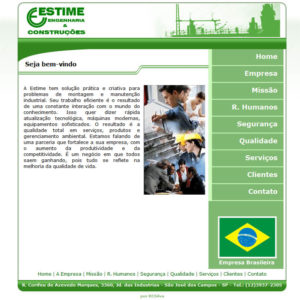 ESTIME
ENGENHARIA
&
CONSTRUÇÕES
Seja bem-vindo
A Estime tem solução prática e criativa para
problemas de montagem e manutenção
industrial. Seu trabalho eficiente é o resultado
de uma constante interação com o mundo do
conhecimento. Isso quer dizer rápida
atualização tecnológica, máquinas modernas,
equipamentos sofisticados. O resultado é a
qualidade total em serviços, produtos e
gerenciamento ambiental. Estamos falando de
uma parceria que fortalece a sua empresa, com
o aumento da produtividade e da
competitividade. É um negócio em que todos
saem ganhando, pois tudo se reflete na
melhoria da qualidade de vida.
Home
Empresa
Missão
R. Humanos
Segurança
Qualidade
Serviços
Clientes
Contato
Empresa Brasileira
Home | A Empresa | Missão | R. Humanos | Segurança | Qualidade | Serviços | Clientes | Contato
R. Corifeu de Azevedo Marques, 3360, Jd. das Industrias - São José dos Campos - SP - Tel.: (12)3937-2305